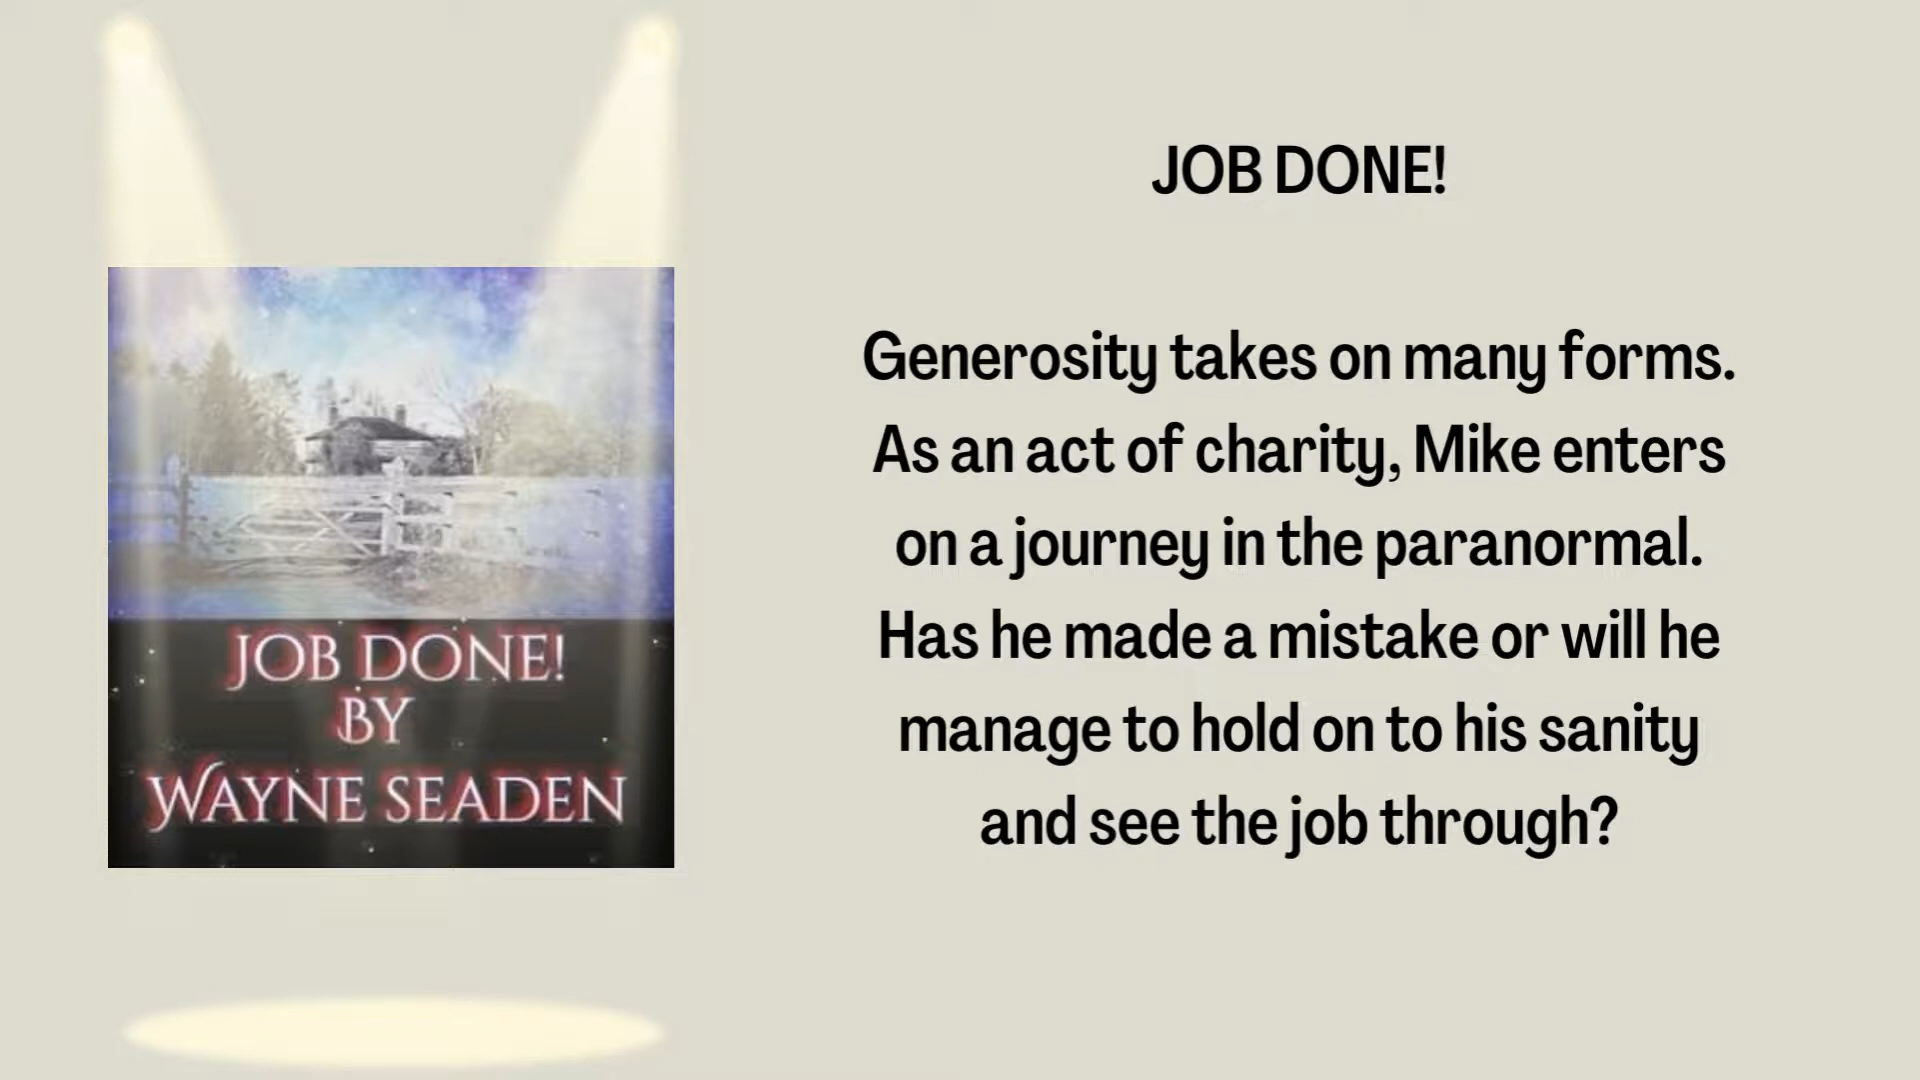 JOB DONE!
BY
WAYNE SEADEN
JOB DONE!
Generosity takes on many forms.
As an act of charity, Mike enters
on a journey in the paranormal.
Has he made a mistake or will he
manage to hold on to his sanity
and see the job through?